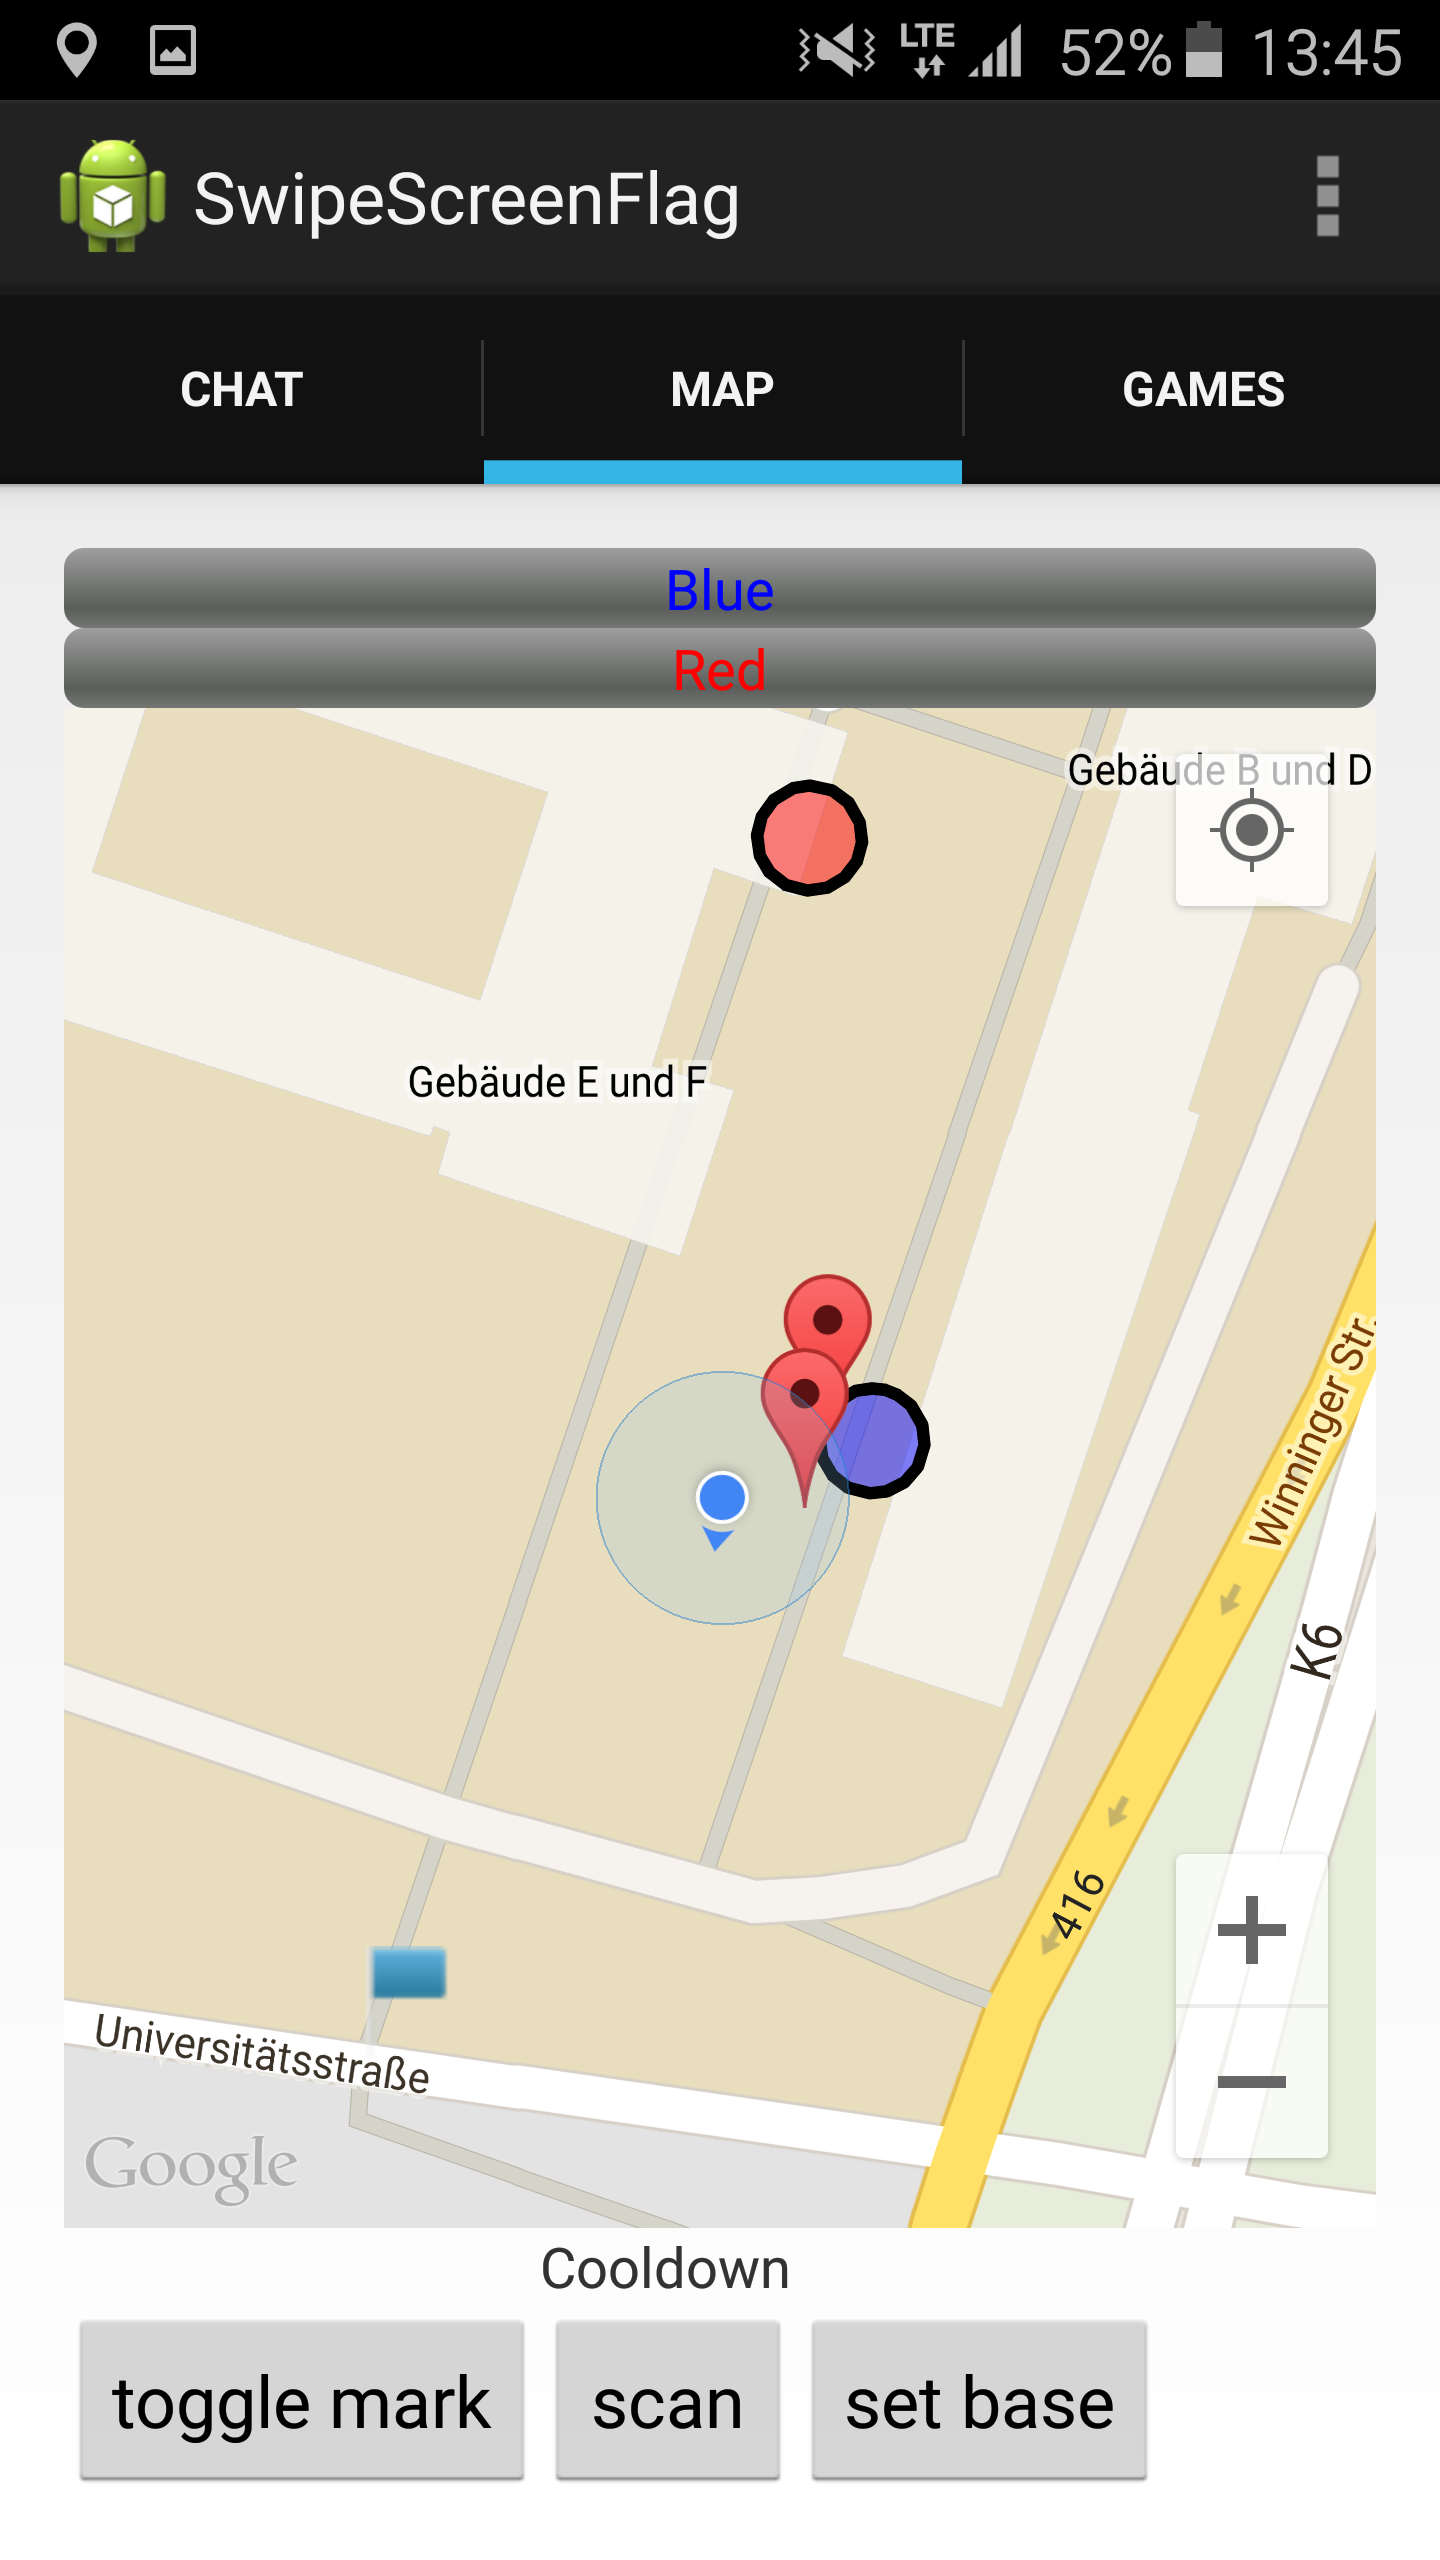 LTE 52% 13:45
SwipeScreenFlag
CHAT MAP GAMES
Blue
Red
Gebäude B und D
Gebäude E und F
Winninger Str.
K6
416
Universitätsstraße
Google
Cooldown
toggle mark scan set base